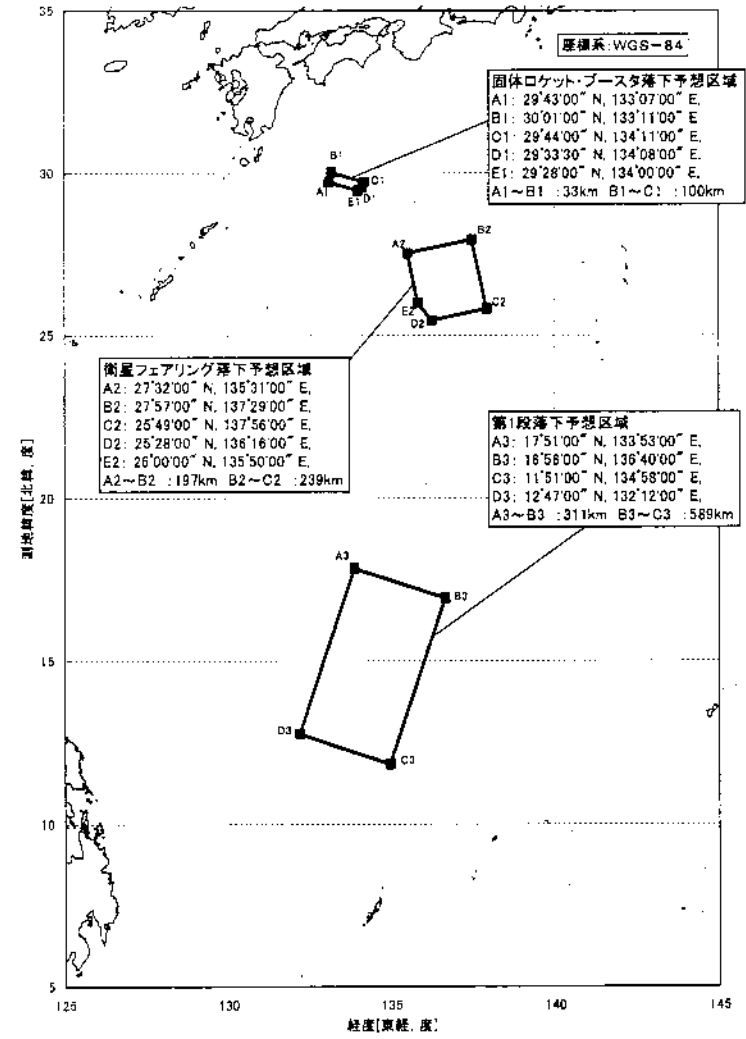 座標系:WGS-84
固体ロケット・ブースタ落下予想区域
A1: 29°43'00" N, 133°07'00" E,
B1: 30°01'00" N, 133°11'00" E
C1: 29°44'00" N, 134°11'00" E,
D1: 29°33'30" N, 134°08'00" E,
E1: 29°28'00" N, 134°00'00" E,
A1~B1 :33km B1~C1 :100km
35
30
25
20
15
10
5
B1
A1
C1
D1
E1
A2
B2
C2
D2
E2
衛星フェアリング落下予想区域
A2: 27°32'00" N, 135°31'00" E,
B2: 27°57'00" N, 137°29'00" E,
C2: 25°49'00" N, 137°56'00" E,
D2: 25°28'00" N, 136°16'00" E,
E2: 26°00'00" N, 135°50'00" E,
A2~B2 :197km B2~C2 :239km
第1段落下予想区域
A3: 17°51'00" N, 133°53'00" E,
B3: 16°56'00" N, 136°40'00" E,
C3: 11°51'00" N, 134°58'00" E,
D3: 12°47'00" N, 132°12'00" E,
A3~B3 :311km B3~C3 :589km
測地緯度[北緯, 度]
A3
B3
D3
C3
125
130
135
140
145
経度[東経, 度]